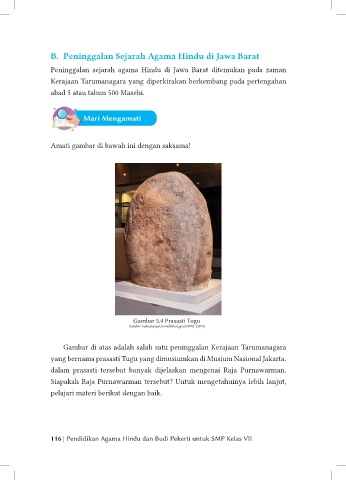 B. Peninggalan Sejarah Agama Hindu di Jawa Barat
Peninggalan sejarah agama Hindu di Jawa Barat ditemukan pada zaman
Kerajaan Tarumanagara yang diperkirakan berkembang pada pertengahan
abad 5 atau tahun 500 Masehi.
Mari Mengamati
Amati gambar di bawah ini dengan saksama!
Gambar 5.4 Prasasti Tugu
Gambar di atas adalah salah satu peninggalan Kerajaan Tarumanagara
yang bernama prasasti Tugu yang dimusiumkan di Musium Nasional Jakarta.
dalam prasasti tersebut banyak dijelaskan mengenai Raja Purnawarman.
Siapakah Raja Purnawarman tersebut? Untuk mengetahuinya lebih lanjut,
pelajari materi berikut dengan baik.
116 | Pendidikan Agama Hindu dan Budi Pekerti untuk SMP Kelas VII